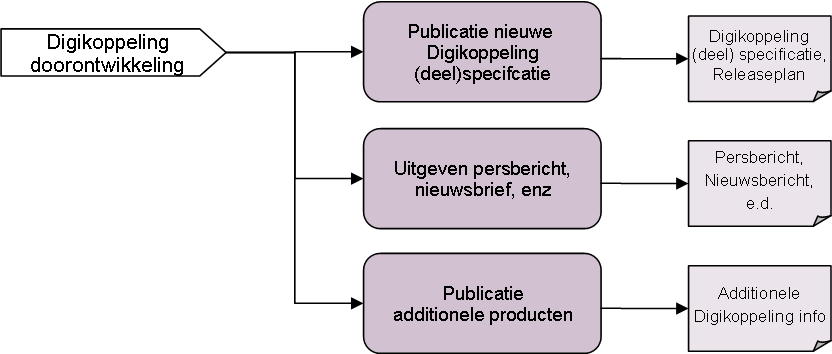 Digikoppeling
doorontwikkeling
Publicatie nieuwe
Digikoppeling
(deel)specifcatie
Digikoppeling
(deel) specificatie,
Releaseplan
Uitgeven persbericht,
nieuwsbrief, enz
Persbericht,
Nieuwsbericht,
e.d.
Publicatie
additionele producten
Additionele
Digikoppeling info